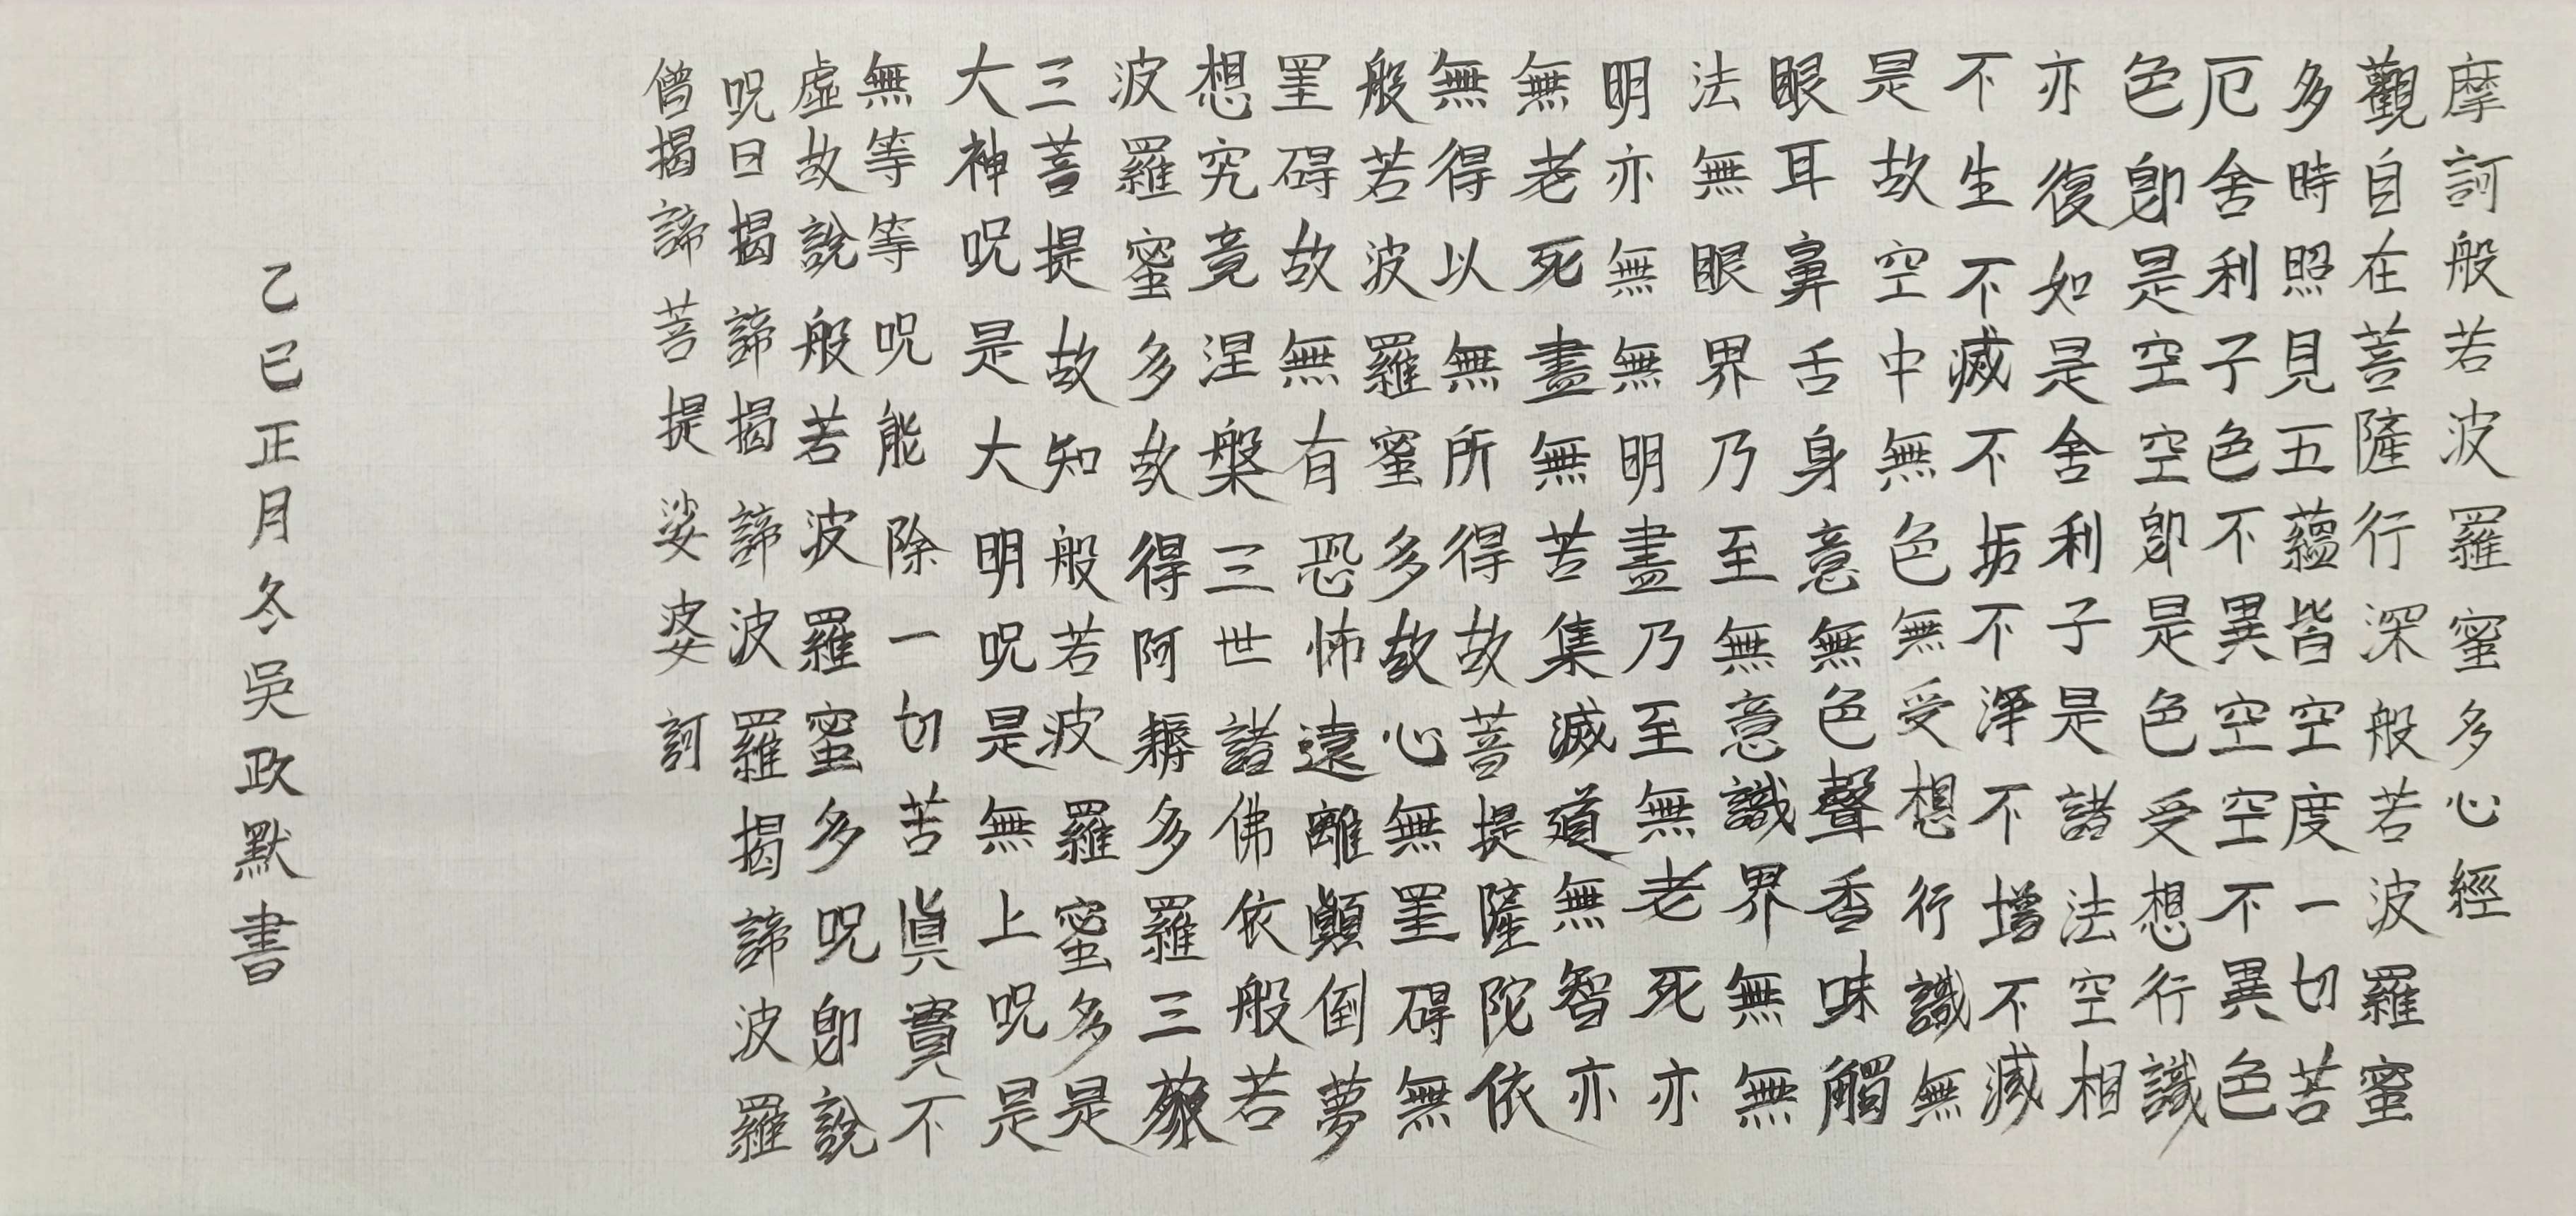 摩訶般若波羅蜜多心經
觀自在菩薩行深般若波羅蜜
多時照見五蘊皆空度一切苦
厄舍利子色不異空空不異色
色即是空空即是色受想行識
亦復如是舍利子是諸法空相
不生不滅不垢不淨不增不滅
是故空中無色無受想行識無
眼耳鼻舌身意無色聲香味觸
法無眼界乃至無意識界無無
明亦無無明盡乃至無老死亦
無老死盡無苦集滅道無智亦
無得以無所得故菩提薩陀依
般若波羅蜜多故心無罣碍無
罣碍故無有恐怖遠離顛倒夢
想究竟涅槃三世諸佛依般若
波羅蜜多故得阿耨多羅三藐
三菩提故知般若波羅蜜多是
大神呪是大明呪是無上呪是
無等等呪能除一切苦眞實不
虛故說般若波羅蜜多呪即說
呪曰揭諦揭諦波羅揭諦波羅
僧揭諦菩提娑婆訶
乙巳正月冬吳政默書